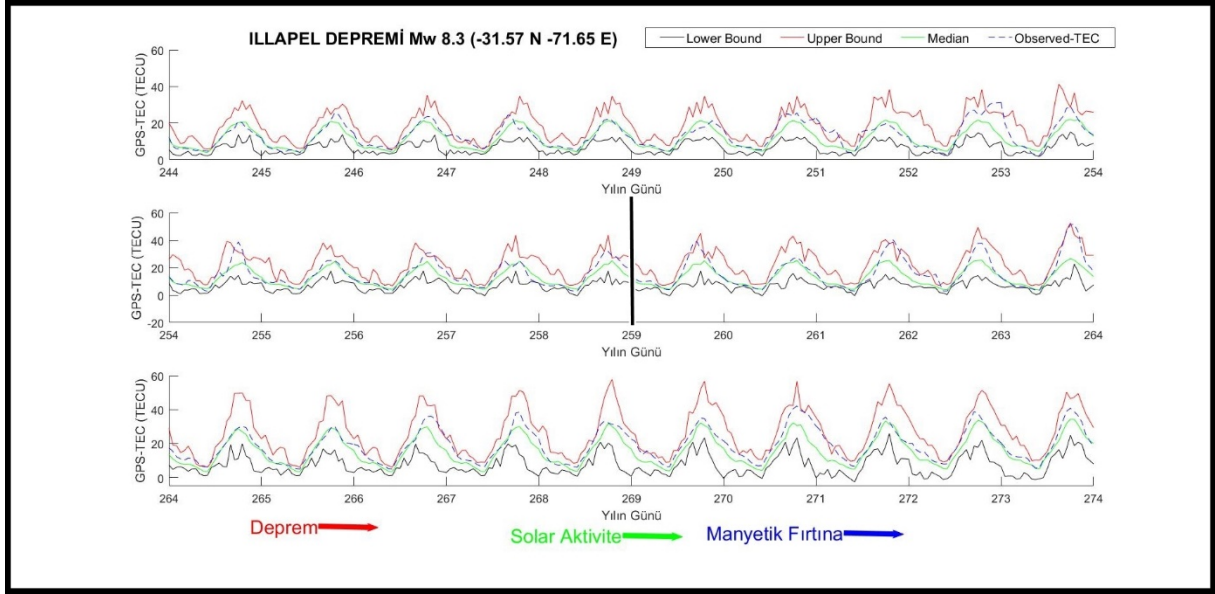 ILLAPEL DEPREMİ Mw 8.3 (-31.57 N -71.65 E)
Lower Bound Upper Bound Median Observed-TEC
GPS-TEC (TECU)
60
40
20
0
244 245 246 247 248 249 250 251 252 253 254
Yılın Günü
GPS-TEC (TECU)
60
40
20
0
-20
254 255 256 257 258 259 260 261 262 263 264
Yılın Günü
GPS-TEC (TECU)
60
40
20
0
264 265 266 267 268 269 270 271 272 273 274
Yılın Günü
Deprem Solar Aktivite Manyetik Fırtına